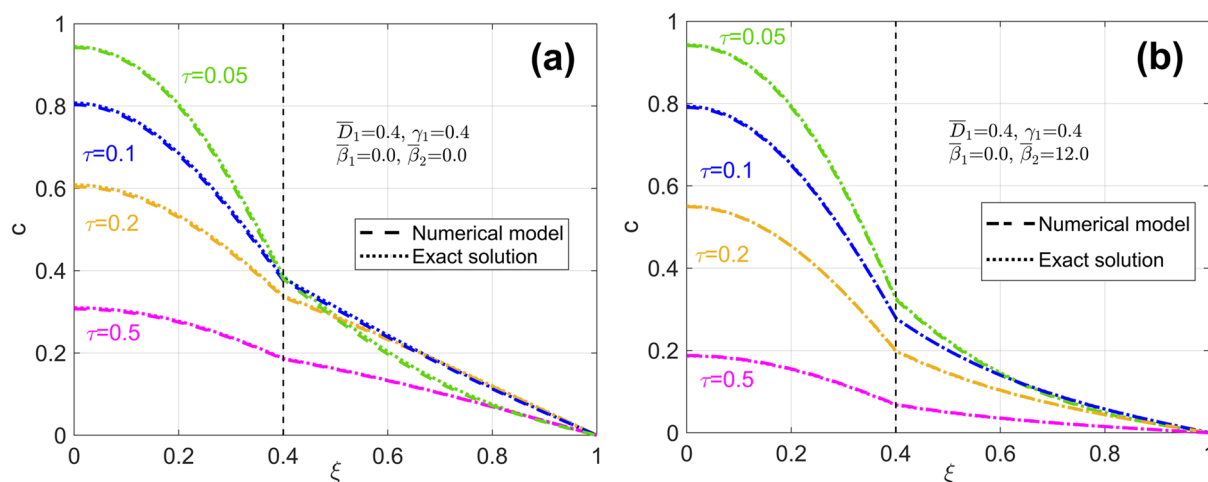 (a)
1
0.8
0.6
0.4
0.2
0
c
τ=0.05
τ=0.1
τ=0.2
τ=0.5
D̅₁=0.4, γ₁=0.4
β̅₁=0.0, β̅₂=0.0
Numerical model
Exact solution
0 0.2 0.4 0.6 0.8 1
ξ
(b)
1
0.8
0.6
0.4
0.2
0
c
τ=0.05
τ=0.1
τ=0.2
τ=0.5
D̅₁=0.4, γ₁=0.4
β̅₁=0.0, β̅₂=12.0
Numerical model
Exact solution
0 0.2 0.4 0.6 0.8 1
ξ